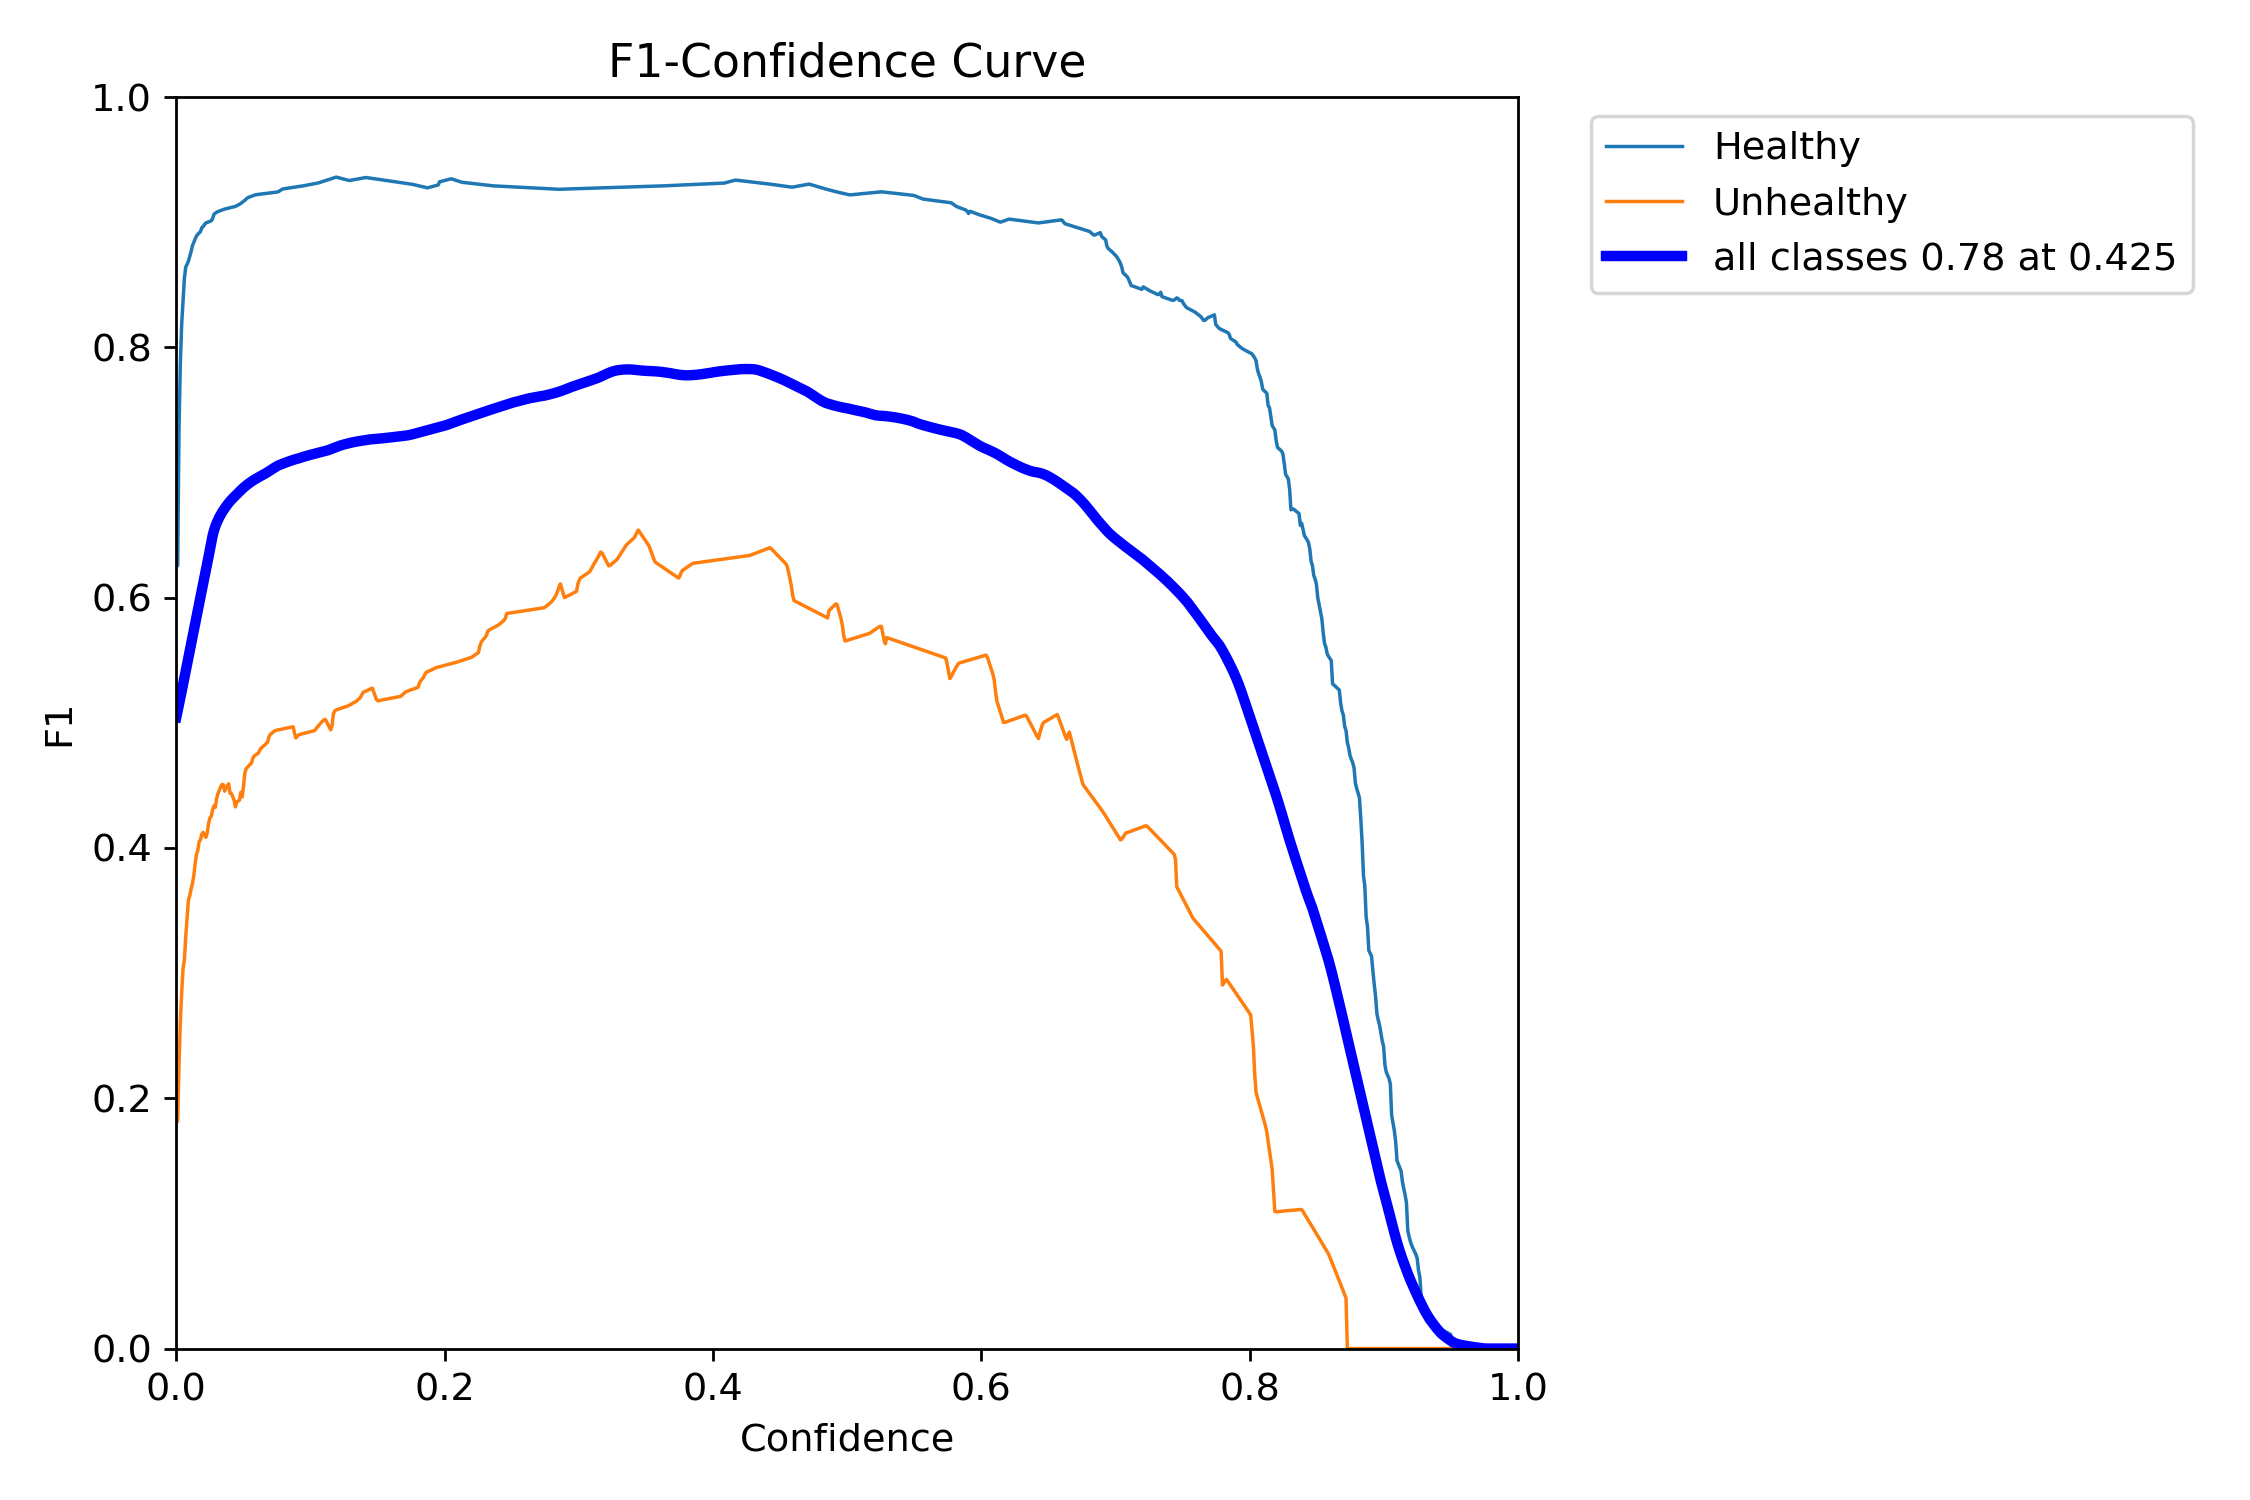 F1-Confidence Curve
1.0
0.8
0.6
0.4
0.2
0.0
F1
0.0 0.2 0.4 0.6 0.8 1.0
Confidence
Healthy
Unhealthy
all classes 0.78 at 0.425